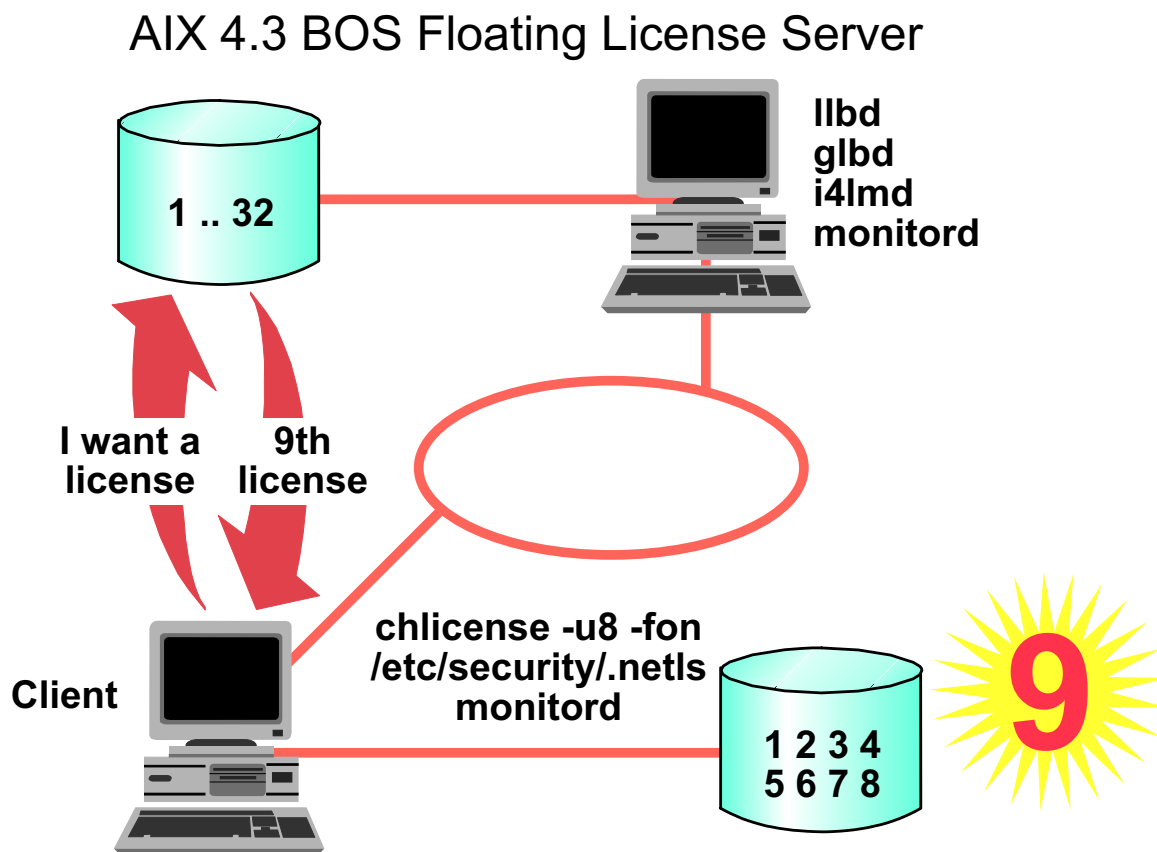 AIX 4.3 BOS Floating License Server
llbd
glbd
i4lmd
monitord
1 .. 32
I want a
license
9th
license
chlicense -u8 -fon
/etc/security/.netls
monitord
Client
1 2 3 4
5 6 7 8
9